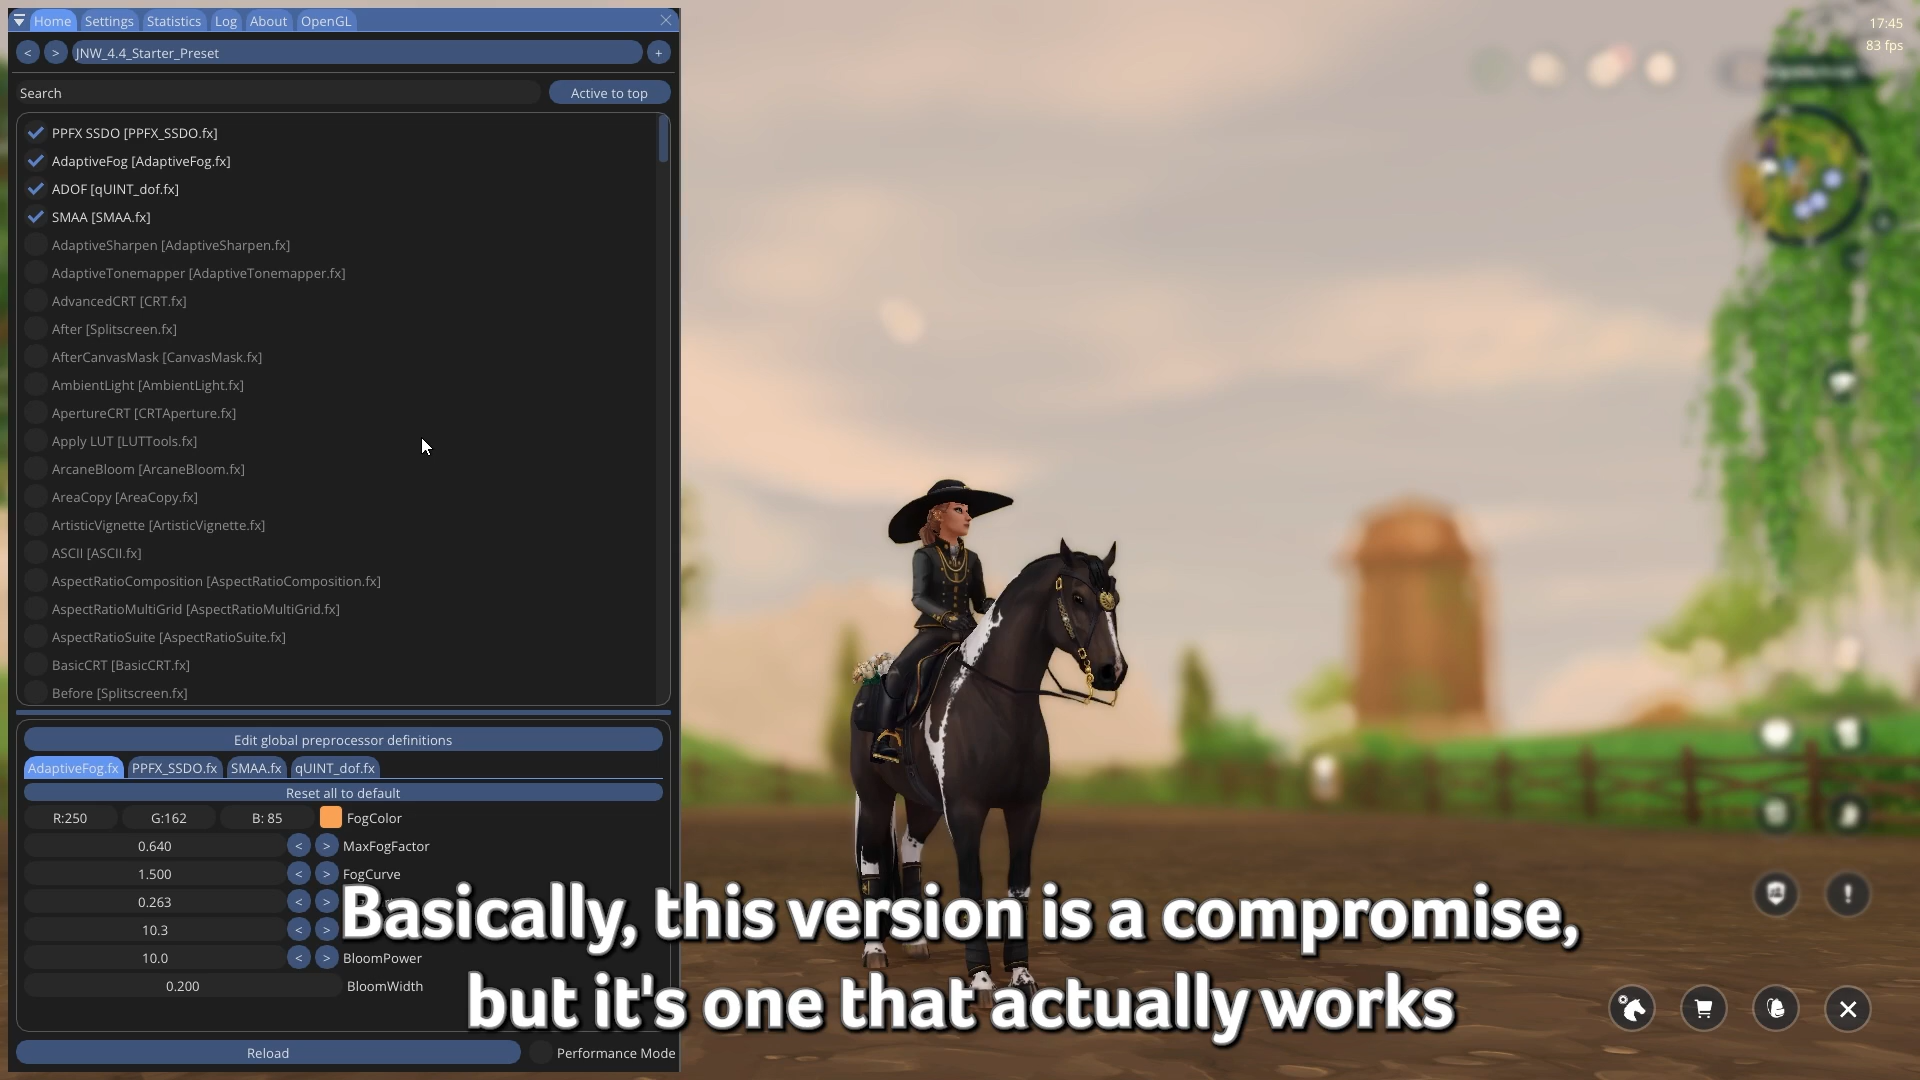 Home Settings Statistics Log About OpenGL
17:45
83 fps
< > JNW_4.4_Starter_Preset +
Search Active to top
PPFX SSDO [PPFX_SSDO.fx]
AdaptiveFog [AdaptiveFog.fx]
ADOF [qUINT_dof.fx]
SMAA [SMAA.fx]
AdaptiveSharpen [AdaptiveSharpen.fx]
AdaptiveTonemapper [AdaptiveTonemapper.fx]
AdvancedCRT [CRT.fx]
After [Splitscreen.fx]
AfterCanvasMask [CanvasMask.fx]
AmbientLight [AmbientLight.fx]
ApertureCRT [CRTAperture.fx]
Apply LUT [LUTTools.fx]
ArcaneBloom [ArcaneBloom.fx]
AreaCopy [AreaCopy.fx]
ArtisticVignette [ArtisticVignette.fx]
ASCII [ASCII.fx]
AspectRatioComposition [AspectRatioComposition.fx]
AspectRatioMultiGrid [AspectRatioMultiGrid.fx]
AspectRatioSuite [AspectRatioSuite.fx]
BasicCRT [BasicCRT.fx]
Before [Splitscreen.fx]
Edit global preprocessor definitions
AdaptiveFog.fx PPFX_SSDO.fx SMAA.fx qUINT_dof.fx
Reset all to default
R:250 G:162 B: 85 FogColor
0.640 < > MaxFogFactor
1.500 < > FogCurve
0.263 < >
10.3 < >
10.0 < > BloomPower
0.200 BloomWidth
Reload Performance Mode
Basically, this version is a compromise,
but it's one that actually works